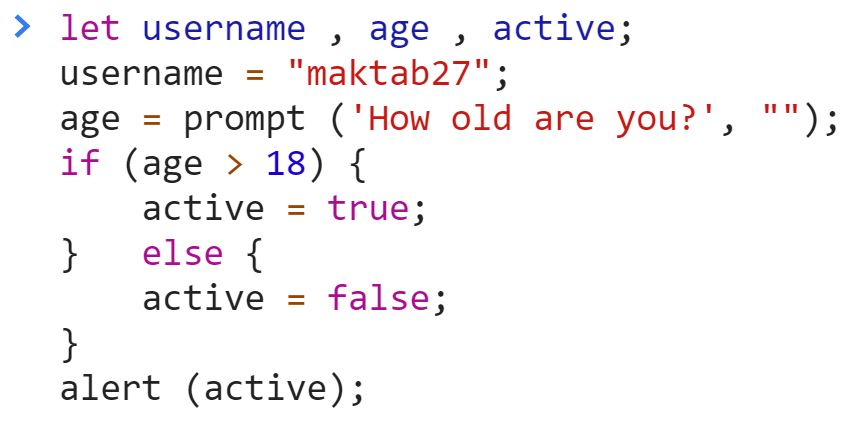 > let username , age , active;
username = "maktab27";
age = prompt ('How old are you?', "");
if (age > 18) {
    active = true;
}   else {
    active = false;
}
alert (active);